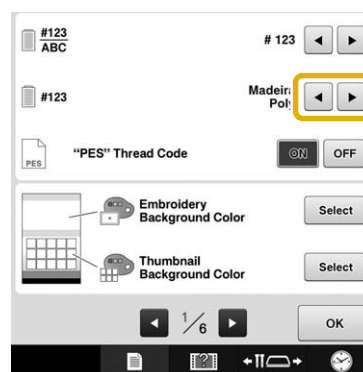 #123
ABC
# 123
#123
Madeira
Poly
PES
"PES" Thread Code
ON
OFF
Embroidery
Background Color
Select
Thumbnail
Background Color
Select
1/6
OK